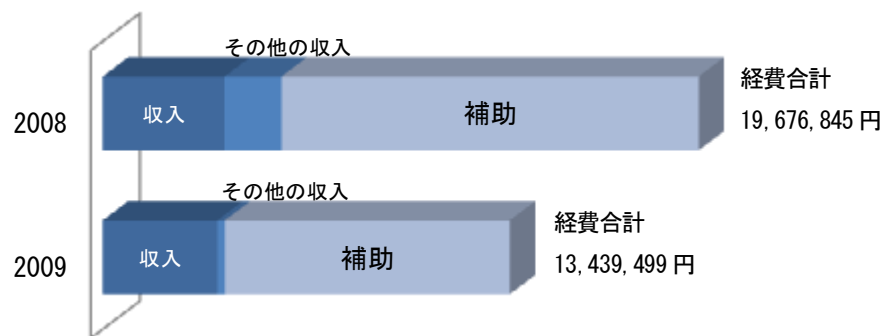 その他の収入
2008
収入
補助
経費合計
19,676,845 円
その他の収入
2009
収入
補助
経費合計
13,439,499 円